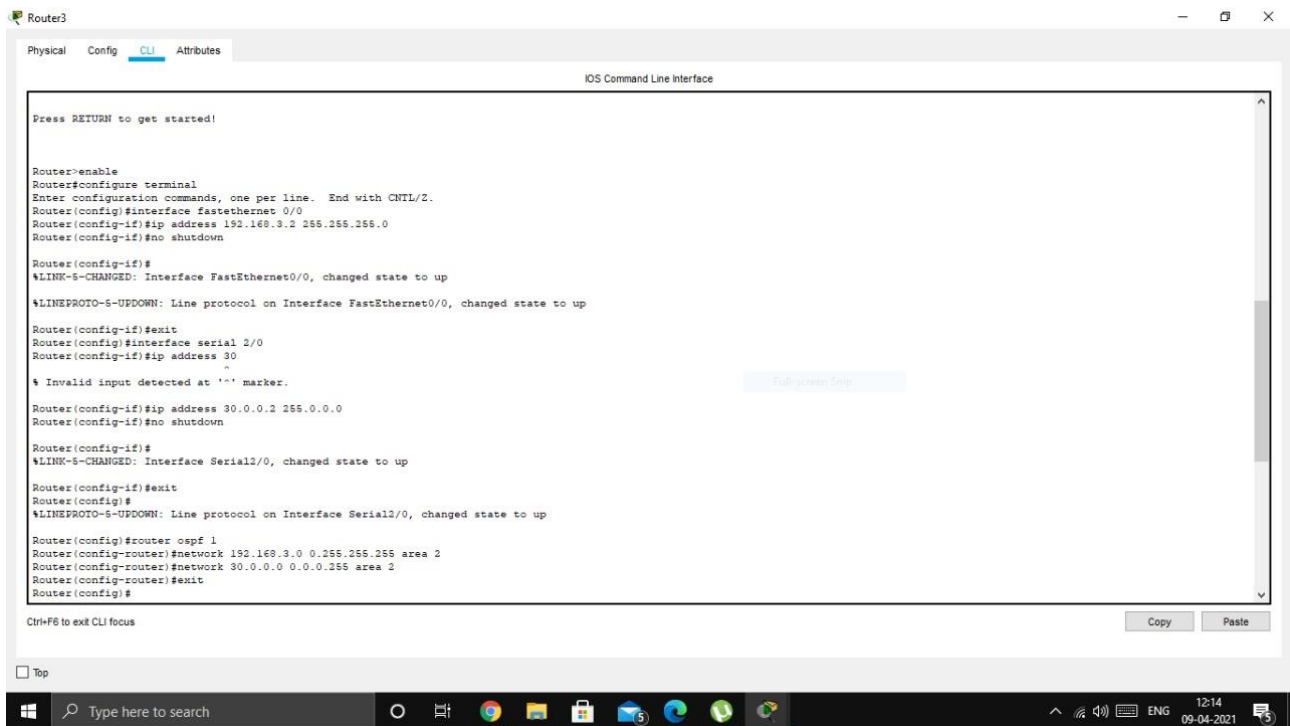 Router3
Physical Config CLI Attributes
IOS Command Line Interface
Press RETURN to get started!
Router>enable
Router#configure terminal
Enter configuration commands, one per line.  End with CNTL/Z.
Router(config)#interface fastethernet 0/0
Router(config-if)#ip address 192.168.3.2 255.255.255.0
Router(config-if)#no shutdown
Router(config-if)#
%LINK-5-CHANGED: Interface FastEthernet0/0, changed state to up
%LINEPROTO-5-UPDOWN: Line protocol on Interface FastEthernet0/0, changed state to up
Router(config-if)#exit
Router(config)#interface serial 2/0
Router(config-if)#ip address 30
^
% Invalid input detected at '^' marker.
Full-screen Snip
Router(config-if)#ip address 30.0.0.2 255.0.0.0
Router(config-if)#no shutdown
Router(config-if)#
%LINK-5-CHANGED: Interface Serial2/0, changed state to up
Router(config-if)#exit
Router(config)#
%LINEPROTO-5-UPDOWN: Line protocol on Interface Serial2/0, changed state to up
Router(config)#router ospf 1
Router(config-router)#network 192.168.3.0 0.255.255.255 area 2
Router(config-router)#network 30.0.0.0 0.0.0.255 area 2
Router(config-router)#exit
Router(config)#
Ctrl+F6 to exit CLI focus
Copy Paste
Top
Type here to search
5
ENG
12:14
09-04-2021
5